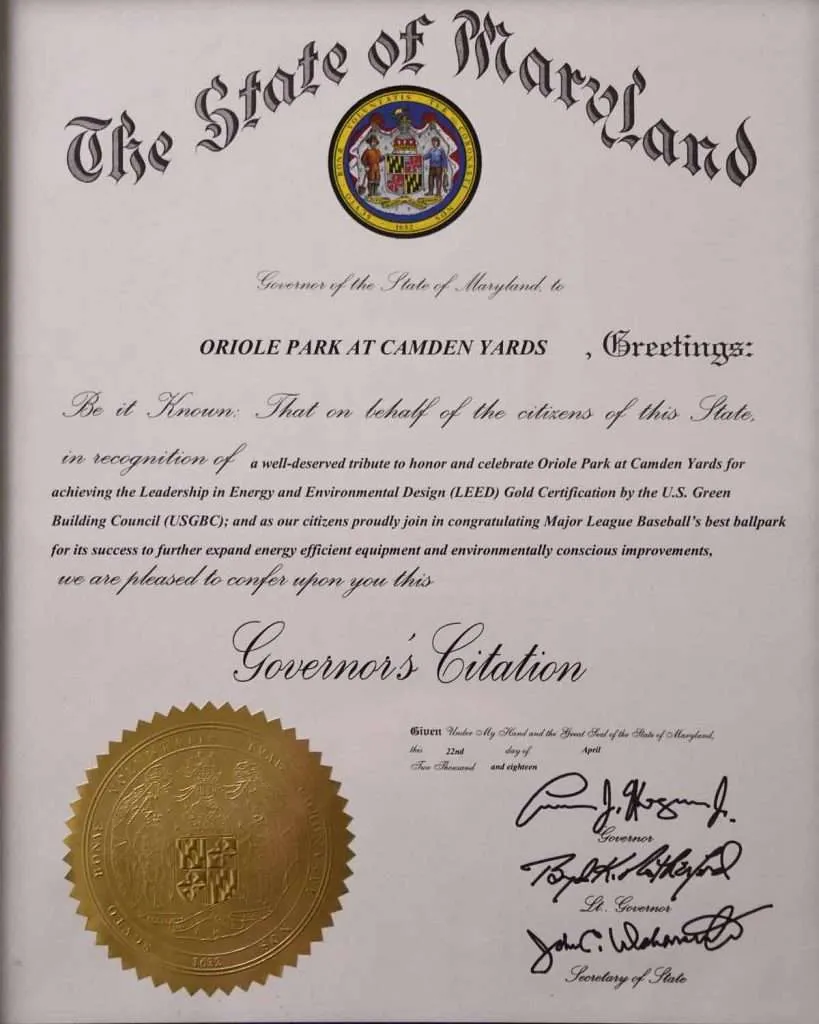 The State of Maryland
Governor of the State of Maryland, to
ORIOLE PARK AT CAMDEN YARDS , Greetings:
Be it Known: That on behalf of the citizens of this State,
in recognition of a well-deserved tribute to honor and celebrate Oriole Park at Camden Yards for
achieving the Leadership in Energy and Environmental Design (LEED) Gold Certification by the U.S. Green
Building Council (USGBC); and as our citizens proudly join in congratulating Major League Baseball's best ballpark
for its success to further expand energy efficient equipment and environmentally conscious improvements,
we are pleased to confer upon you this
Governor's Citation
Given Under My Hand and the Great Seal of the State of Maryland,
this 22nd day of April
Two Thousand and eighteen
Governor
Boyd K. Rutherford
Lt. Governor
John C.
Secretary of State
1632
1632